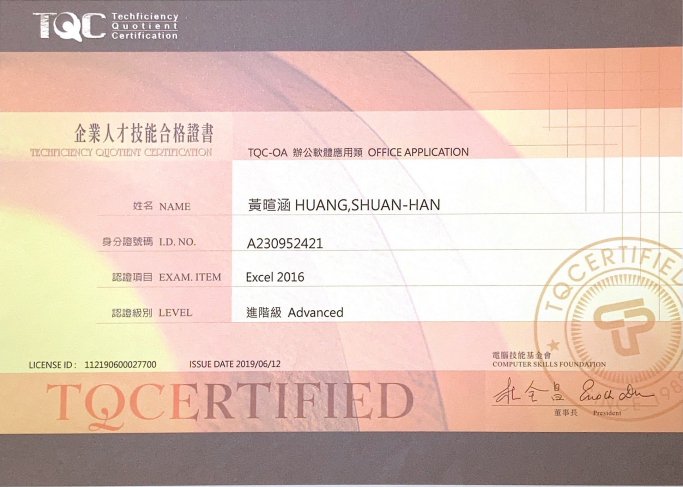 TQC Techficiency
Quotient
Certification
企業人才技能合格證書
TECHFICIENCY QUOTIENT CERTIFICATION
TQC-OA 辦公軟體應用類 OFFICE APPLICATION
姓名 NAME 黃暄涵 HUANG,SHUAN-HAN
身分證號碼 I.D. NO. A230952421
認證項目 EXAM. ITEM Excel 2016
認證級別 LEVEL 進階級 Advanced
TQCERTIFIED
LICENSE ID : 112190600027700 ISSUE DATE 2019/06/12
電腦技能基金會
COMPUTER SKILLS FOUNDATION
TQCERTIFIED
董事長 President